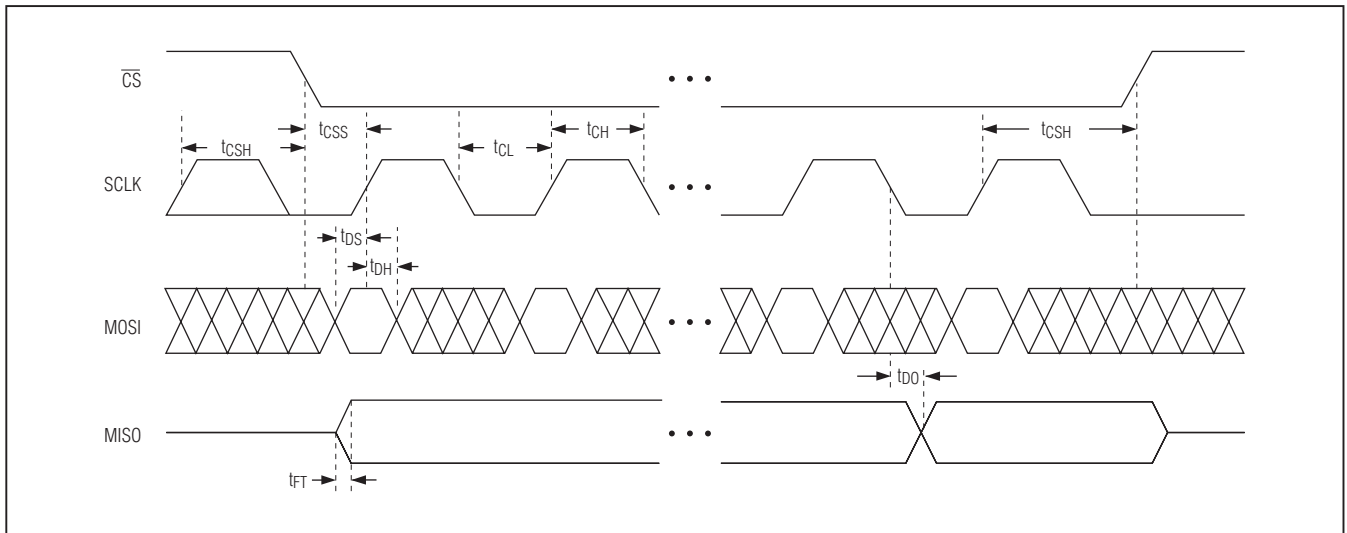 CS
tCSS
tCH
tCSH
tCL
tCSH
SCLK
tDS
tDH
MOSI
tDO
MISO
tFT